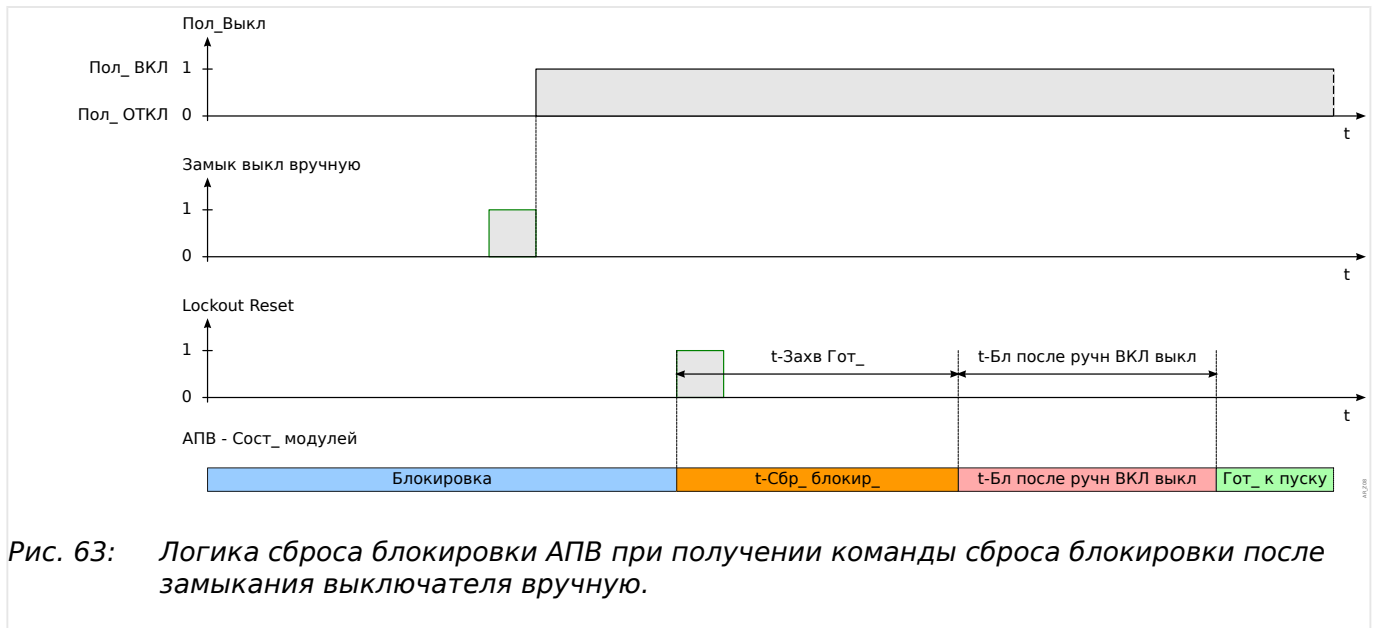 Пол_Выкл
Пол_ ВКЛ 1
Пол_ ОТКЛ 0
t
Замык выкл вручную
1
0
t
Lockout Reset
1
t-Захв Гот_ t-Бл после ручн ВКЛ выкл
0
t
АПВ - Сост_ модулей
Блокировка t-Сбр_ блокир_ t-Бл после ручн ВКЛ выкл Гот_ к пуску
Рис. 63: Логика сброса блокировки АПВ при получении команды сброса блокировки после
замыкания выключателя вручную.